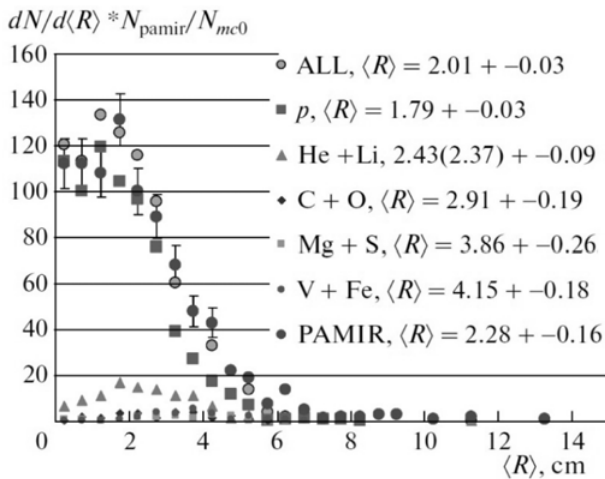 dN/d⟨R⟩ *N_pamir/N_mc0
160
140
120
100
80
60
40
20
0
2
4
6
8
10
12
14
⟨R⟩, cm
ALL, ⟨R⟩ = 2.01 + −0.03
p, ⟨R⟩ = 1.79 + −0.03
He +Li, 2.43(2.37) + −0.09
C + O, ⟨R⟩ = 2.91 + −0.19
Mg + S, ⟨R⟩ = 3.86 + −0.26
V + Fe, ⟨R⟩ = 4.15 + −0.18
PAMIR, ⟨R⟩ = 2.28 + −0.16